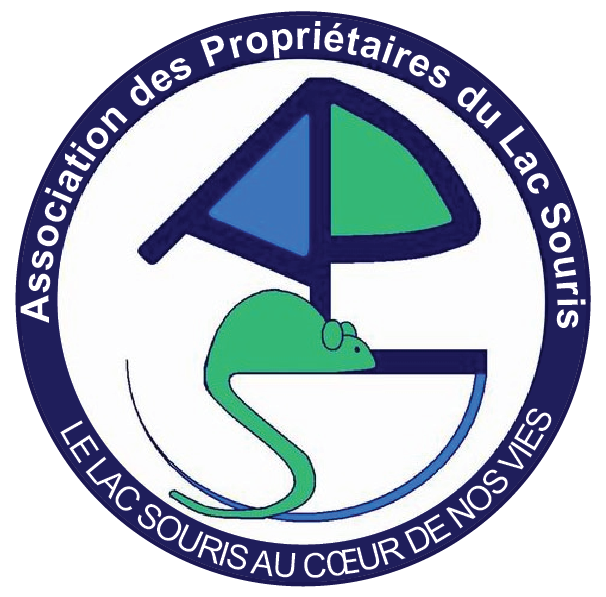 Association des Propriétaires du Lac Souris
LE LAC SOURIS AU CŒUR DE NOS VIES